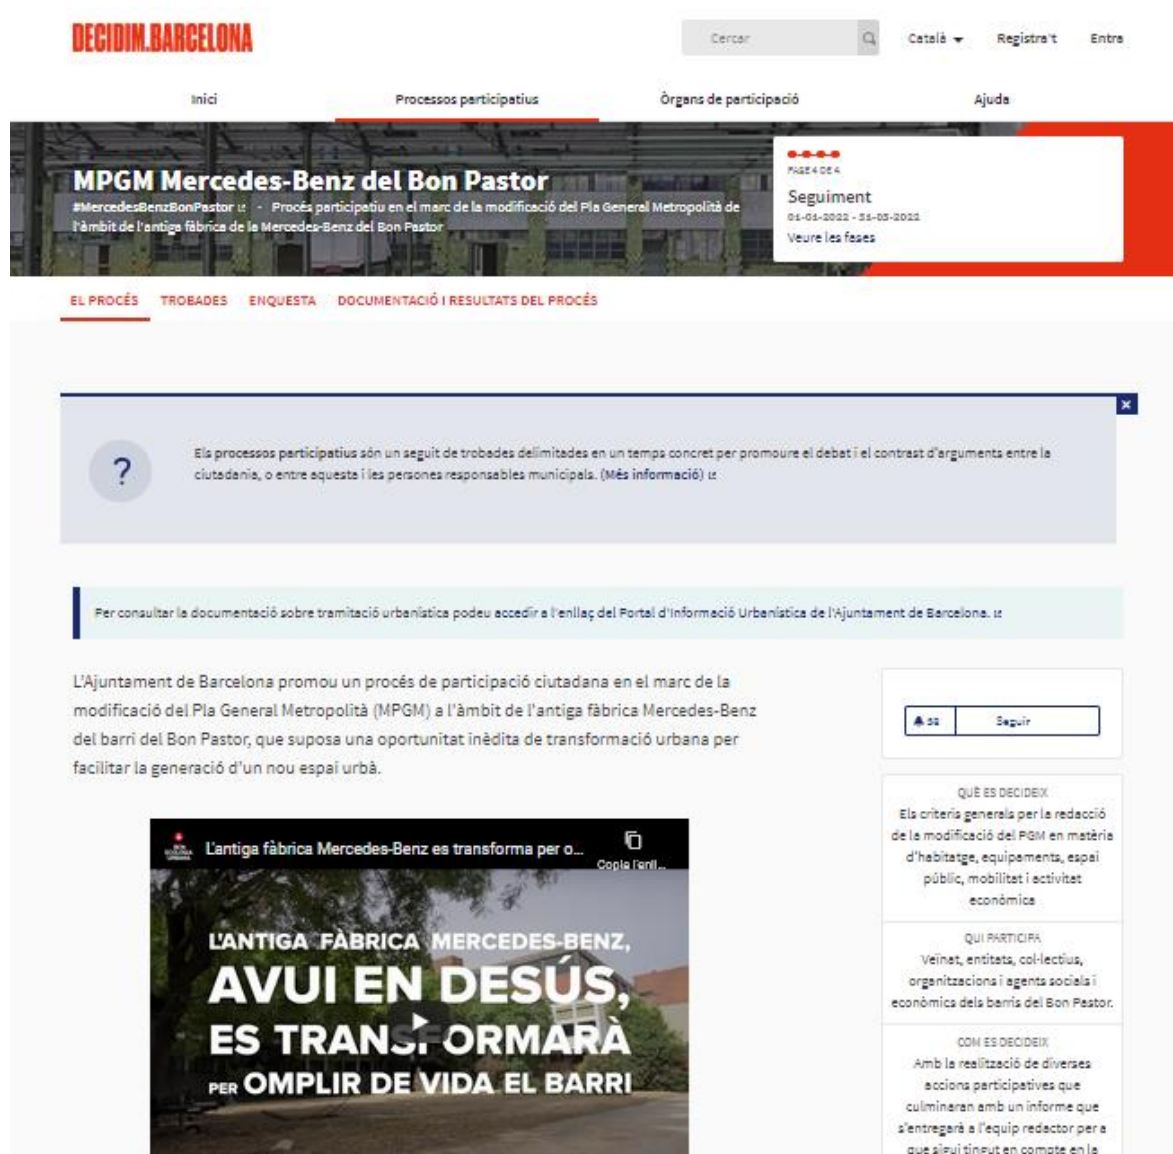 DECIDIM.BARCELONA
Cercar
Català
Registra't
Entra
Inici
Processos participatius
Òrgans de participació
Ajuda
MPGM Mercedes-Benz del Bon Pastor
#MercedesBenzBonPastor - Procés participatiu en el marc de la modificació del Pla General Metropolità de
l'àmbit de l'antiga fàbrica de la Mercedes-Benz del Bon Pastor
FASE 4 DE 4
Seguiment
01-01-2022 - 31-03-2022
Veure les fases
EL PROCÉS
TROBADES
ENQUESTA
DOCUMENTACIÓ I RESULTATS DEL PROCÉS
?
Els processos participatius són un seguit de trobades delimitades en un temps concret per promoure el debat i el contrast d'arguments entre la
ciutadania, o entre aquesta i les persones responsables municipals. (Més informació)
Per consultar la documentació sobre tramitació urbanística podeu accedir a l'enllaç del Portal d'Informació Urbanística de l'Ajuntament de Barcelona.
L'Ajuntament de Barcelona promou un procés de participació ciutadana en el marc de la
modificació del Pla General Metropolità (MPGM) a l'àmbit de l'antiga fàbrica Mercedes-Benz
del barri del Bon Pastor, que suposa una oportunitat inèdita de transformació urbana per
facilitar la generació d'un nou espai urbà.
L'antiga fàbrica Mercedes-Benz es transforma per o...
Copia l'enll...
L'ANTIGA FÀBRICA MERCEDES-BENZ,
AVUI EN DESÚS,
ES TRANSFORMARÀ
PER OMPLIR DE VIDA EL BARRI
Seguir
QUÈ ES DECIDEIX
Els criteris generals per la redacció
de la modificació del PGM en matèria
d'habitatge, equipaments, espai
públic, mobilitat i activitat
econòmica
QUI PARTICIPA
Veïnat, entitats, col·lectius,
organitzacions i agents socials i
econòmics dels barris del Bon Pastor.
COM ES DECIDEIX
Amb la realització de diverses
accions participatives que
culminaran amb un informe que
s'entregarà a l'equip redactor per a
que sigui tingut en compte en la